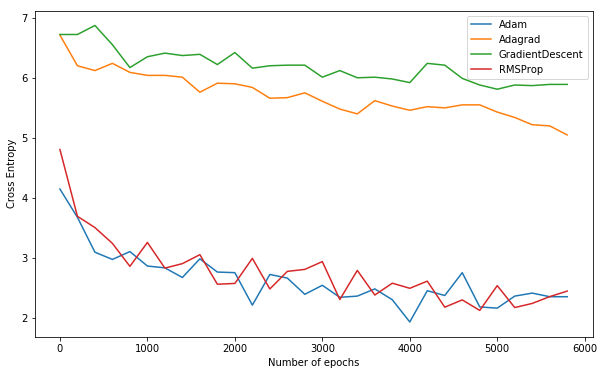 7
6
5
4
3
2
Cross Entropy
Adam
Adagrad
GradientDescent
RMSProp
0 1000 2000 3000 4000 5000 6000
Number of epochs